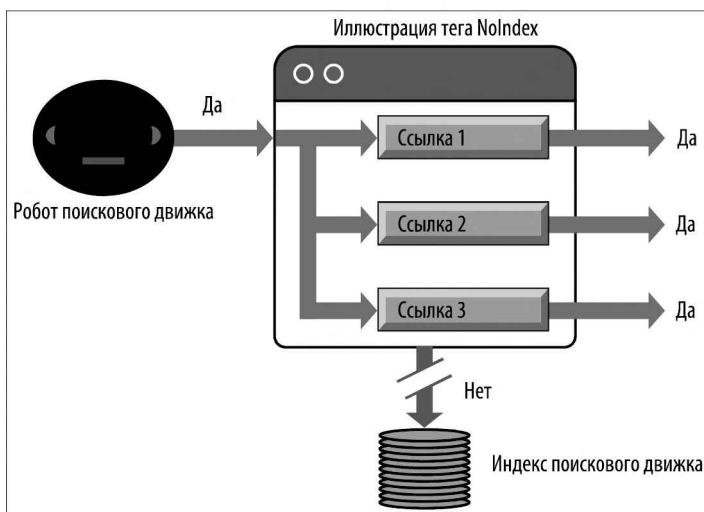 Иллюстрация тега NoIndex
Да
Ссылка 1
Да
Робот поискового движка
Ссылка 2
Да
Ссылка 3
Да
Нет
Индекс поискового движка